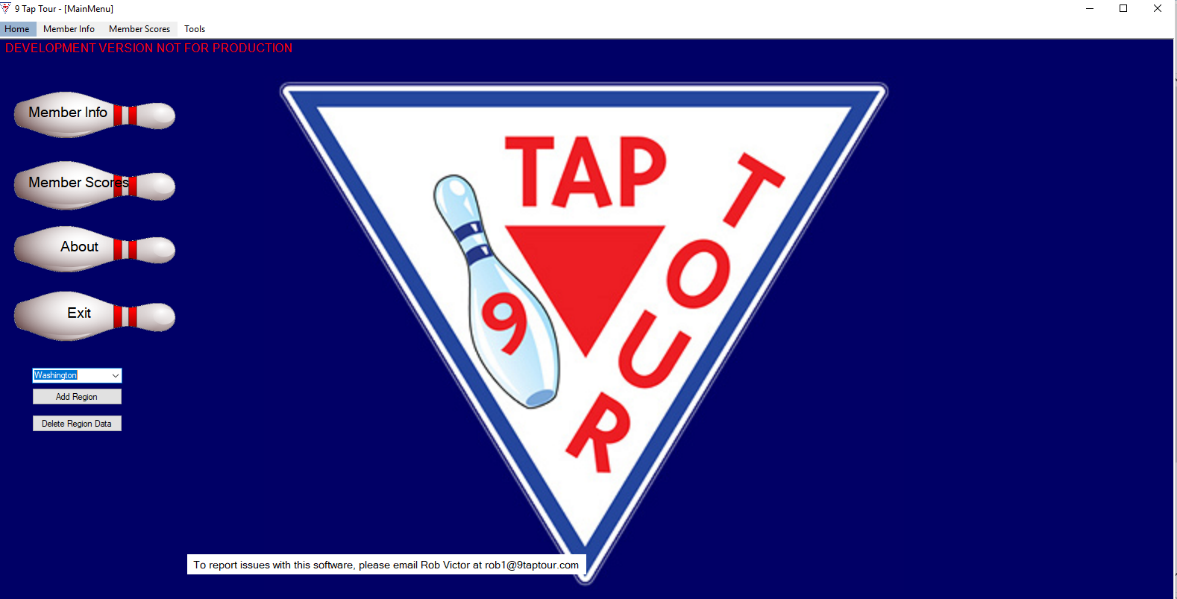 9 Tap Tour - [MainMenu]
Home Member Info Member Scores Tools
DEVELOPMENT VERSION NOT FOR PRODUCTION
Member Info
Member Scores
About
Exit
Washington
Add Region
Delete Region Data
TAP
TOUR
9
To report issues with this software, please email Rob Victor at rob1@9taptour.com